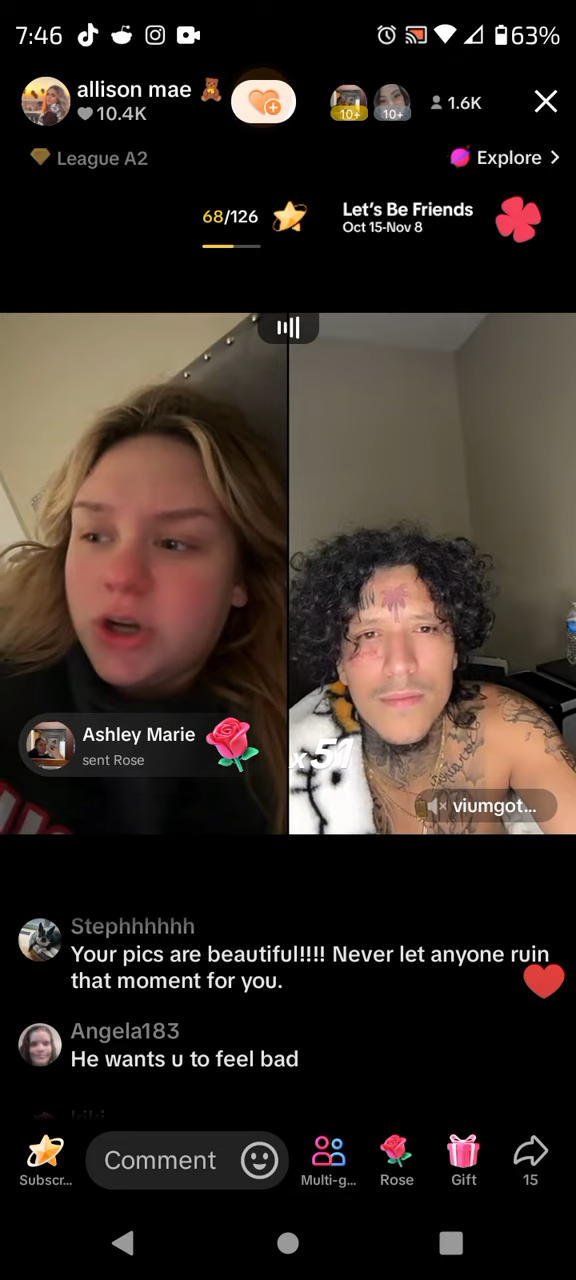 7:46
63%
allison mae 🧸
10.4K
10+
10+
1.6K
League A2
Explore
68/126
Let's Be Friends
Oct 15-Nov 8
Ashley Marie
sent Rose
x51
viumgot...
Stephhhhhh
Your pics are beautiful!!!! Never let anyone ruin
that moment for you.
Angela183
He wants u to feel bad
kiki
Subscr...
Comment
Multi-g...
Rose
Gift
15